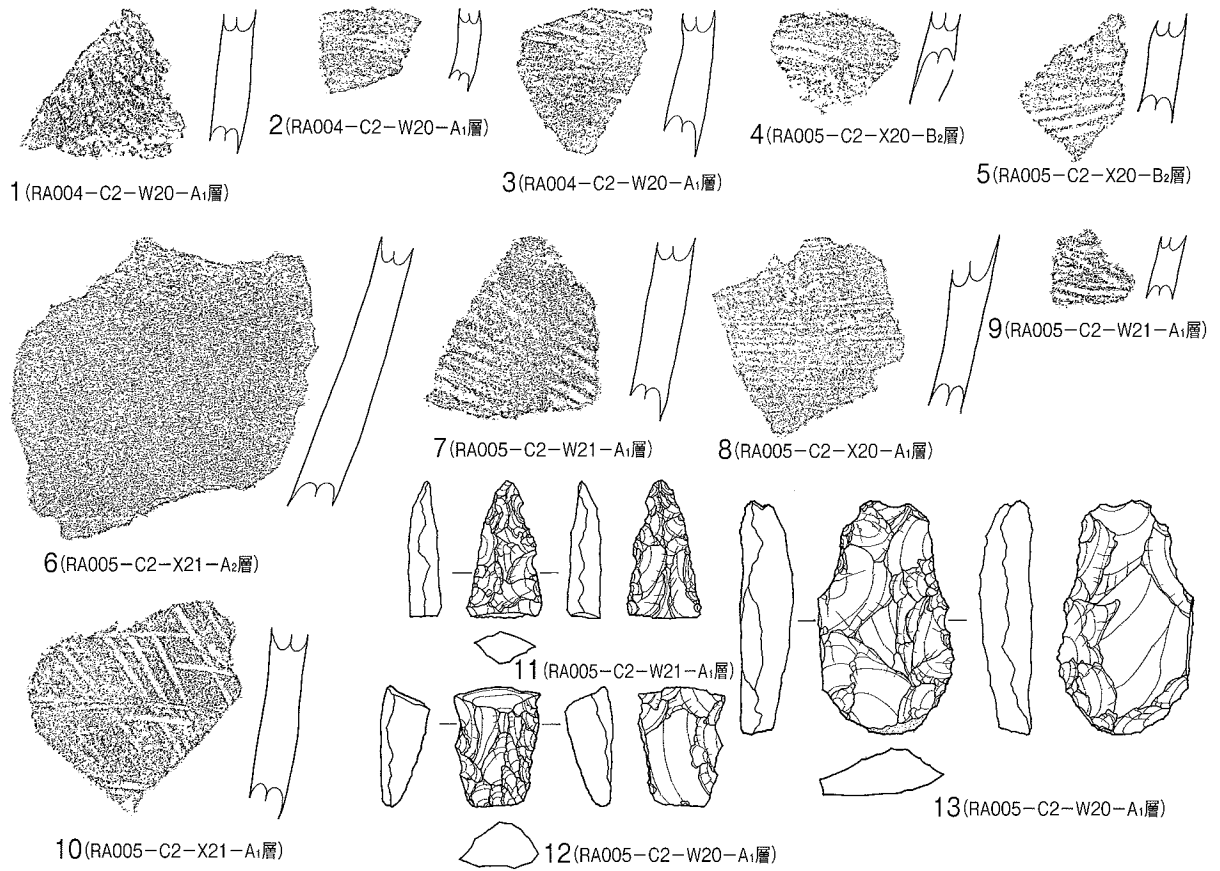 1(RA004-C2-W20-A₁層)
2(RA004-C2-W20-A₁層)
3(RA004-C2-W20-A₁層)
4(RA005-C2-X20-B₂層)
5(RA005-C2-X20-B₂層)
6(RA005-C2-X21-A₂層)
7(RA005-C2-W21-A₁層)
8(RA005-C2-X20-A₁層)
9(RA005-C2-W21-A₁層)
10(RA005-C2-X21-A₁層)
11(RA005-C2-W21-A₁層)
12(RA005-C2-W20-A₁層)
13(RA005-C2-W20-A₁層)